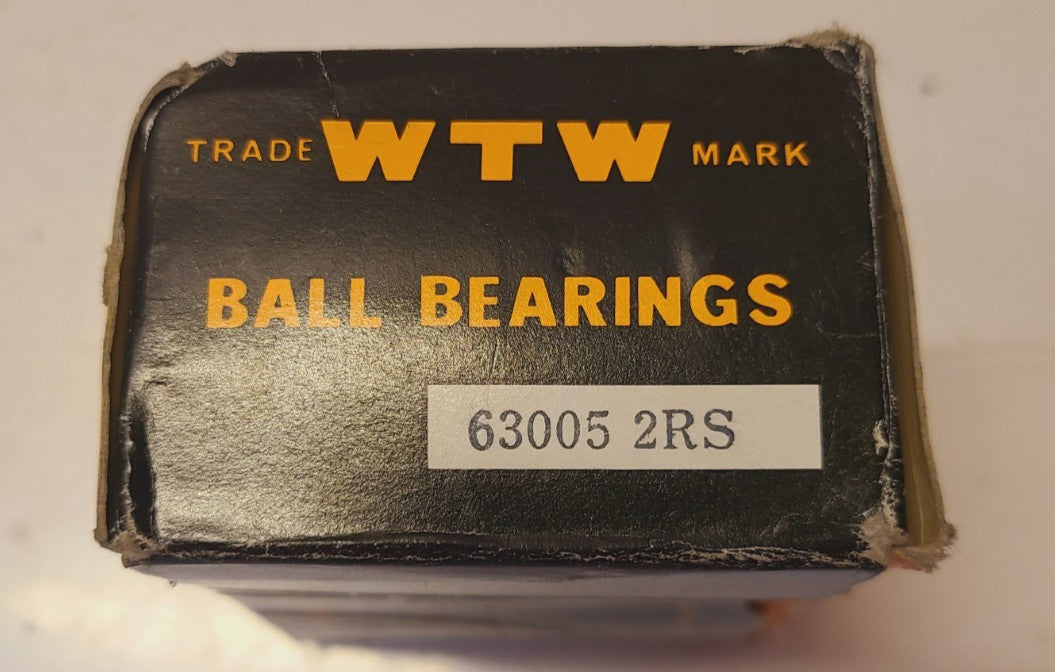 TRADE WTW MARK
BALL BEARINGS
63005 2RS